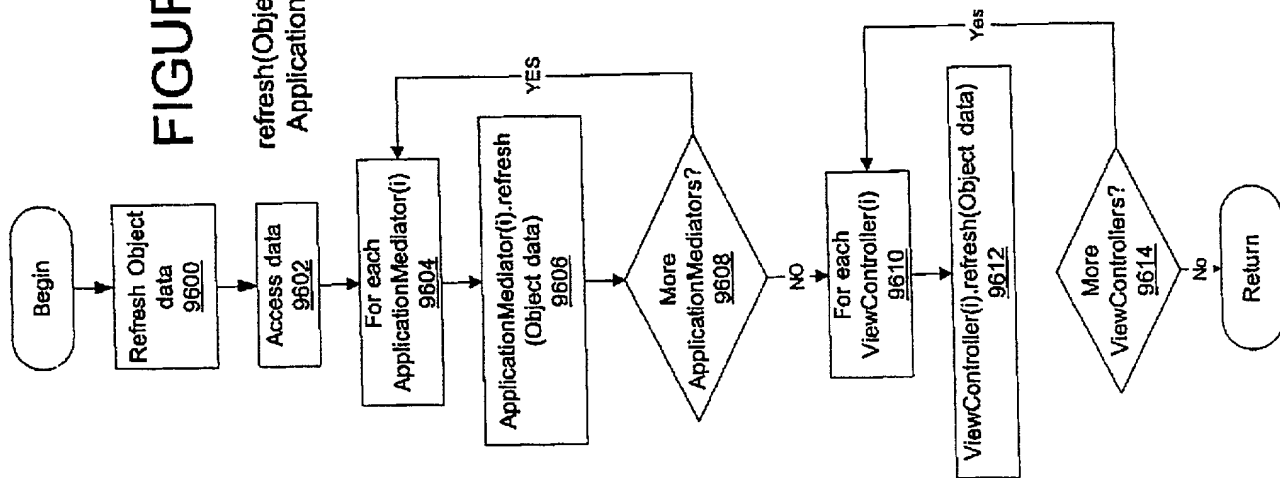 FIGUR
refresh(Obje
Application
Begin
Refresh Object
data
9600
Access data
9602
For each
ApplicationMediator(i)
9604
ApplicationMediator(i).refresh
(Object data)
9606
More
ApplicationMediators?
9608
YES
NO
For each
ViewController(i)
9610
ViewController(i).refresh(Object data)
9612
More
ViewControllers?
9614
Yes
No
Return